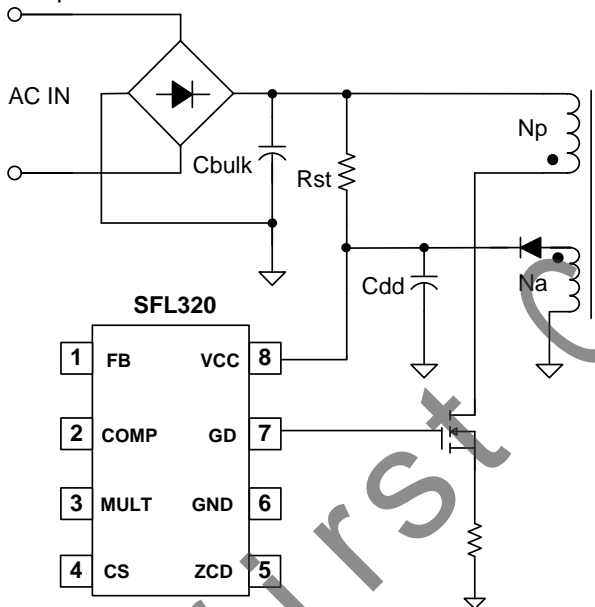 AC IN
Np
Cbulk
Rst
Cdd
Na
SFL320
1 FB VCC 8
2 COMP GD 7
3 MULT GND 6
4 CS ZCD 5
irst C